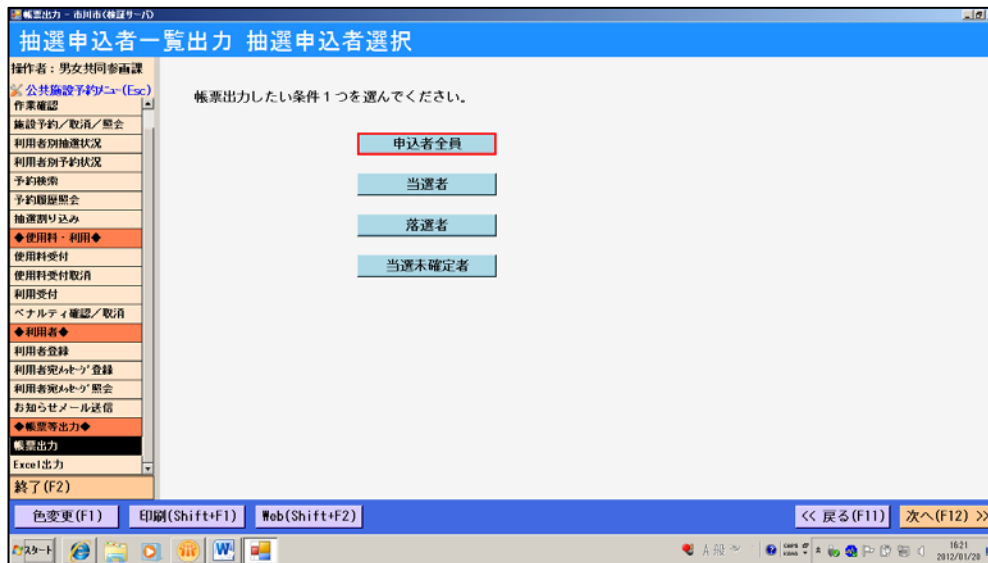 帳票出力 - 市川市(検証サーバ)
抽選申込者一覧出力 抽選申込者選択
操作者：男女共同参画課
公共施設予約ﾒﾆｭｰ(Esc)
作業確認
施設予約／取消／照会
利用者別抽選状況
利用者別予約状況
予約検索
予約履歴照会
抽選割り込み
◆使用料・利用◆
使用料受付
使用料受付取消
利用受付
ペナルティ確認／取消
◆利用者◆
利用者登録
利用者宛ﾒｯｾｰｼﾞ登録
利用者宛ﾒｯｾｰｼﾞ照会
お知らせメール送信
◆帳票等出力◆
帳票出力
Excel出力
終了(F2)
帳票出力したい条件１つを選んでください。
申込者全員
当選者
落選者
当選未確定者
色変更(F1) 印刷(Shift+F1) Web(Shift+F2) << 戻る(F11) 次へ(F12) >>
スタート A 般 CAPS KANA 16:21
2012/01/20